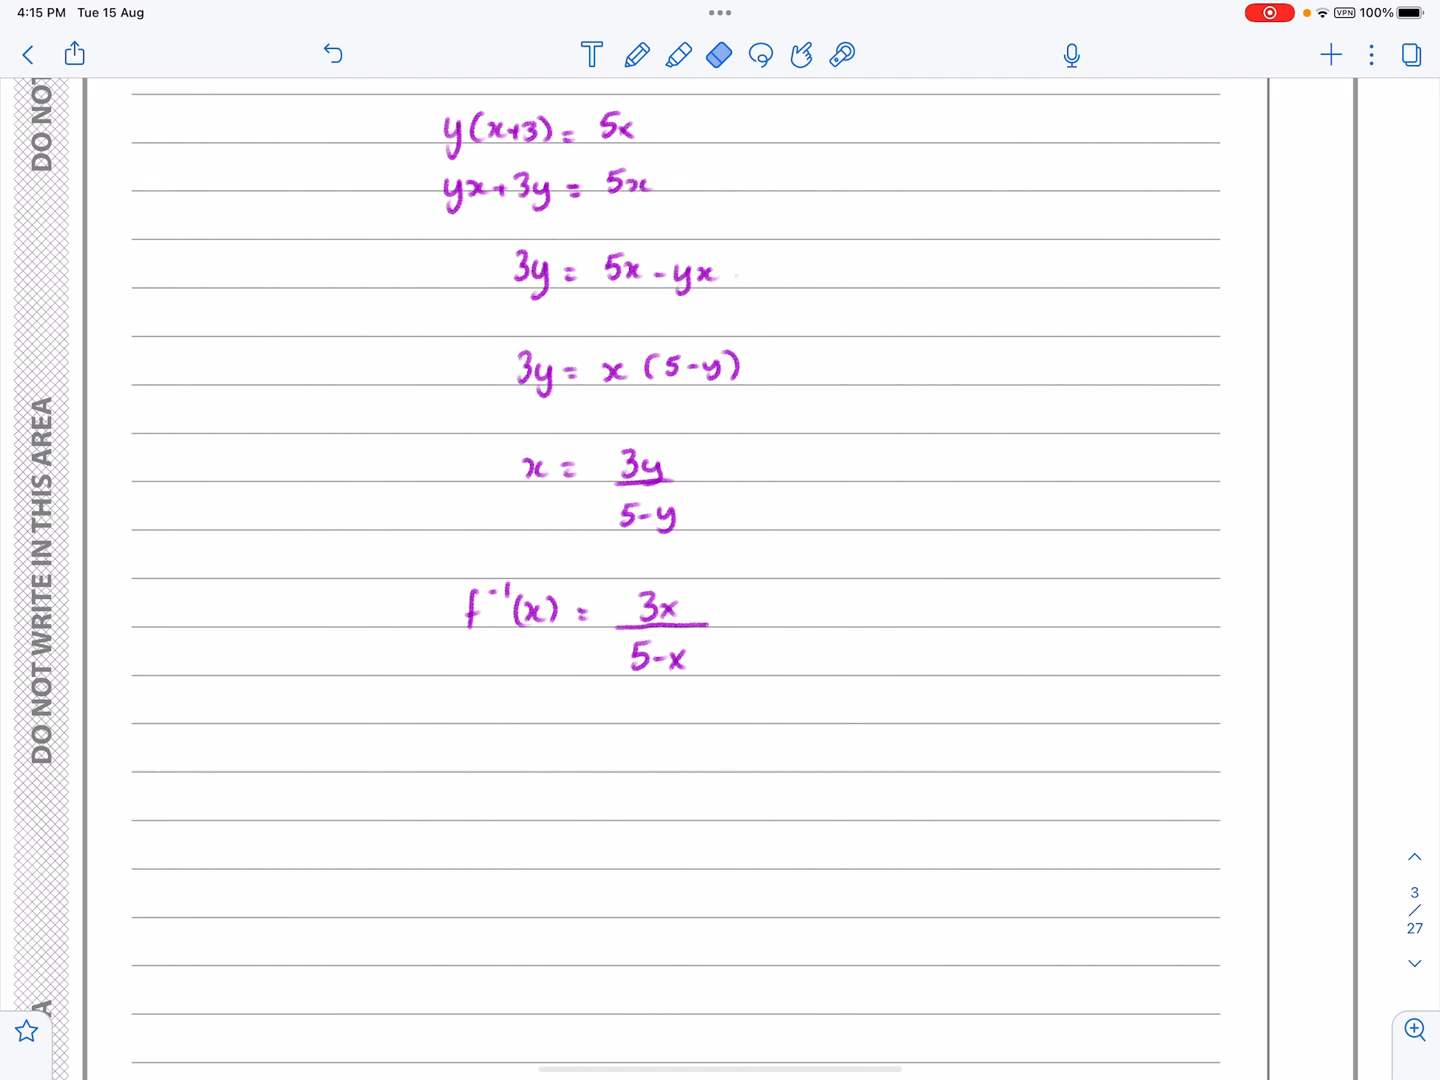 4:15 PM Tue 15 Aug
VPN 100%
T
DO NOT
y(x+3) = 5x
yx+3y = 5x
3y = 5x - yx
3y = x (5-y)
x = 3y
5-y
DO NOT WRITE IN THIS AREA
f⁻¹(x) = 3x
5-x
3
/
27
A